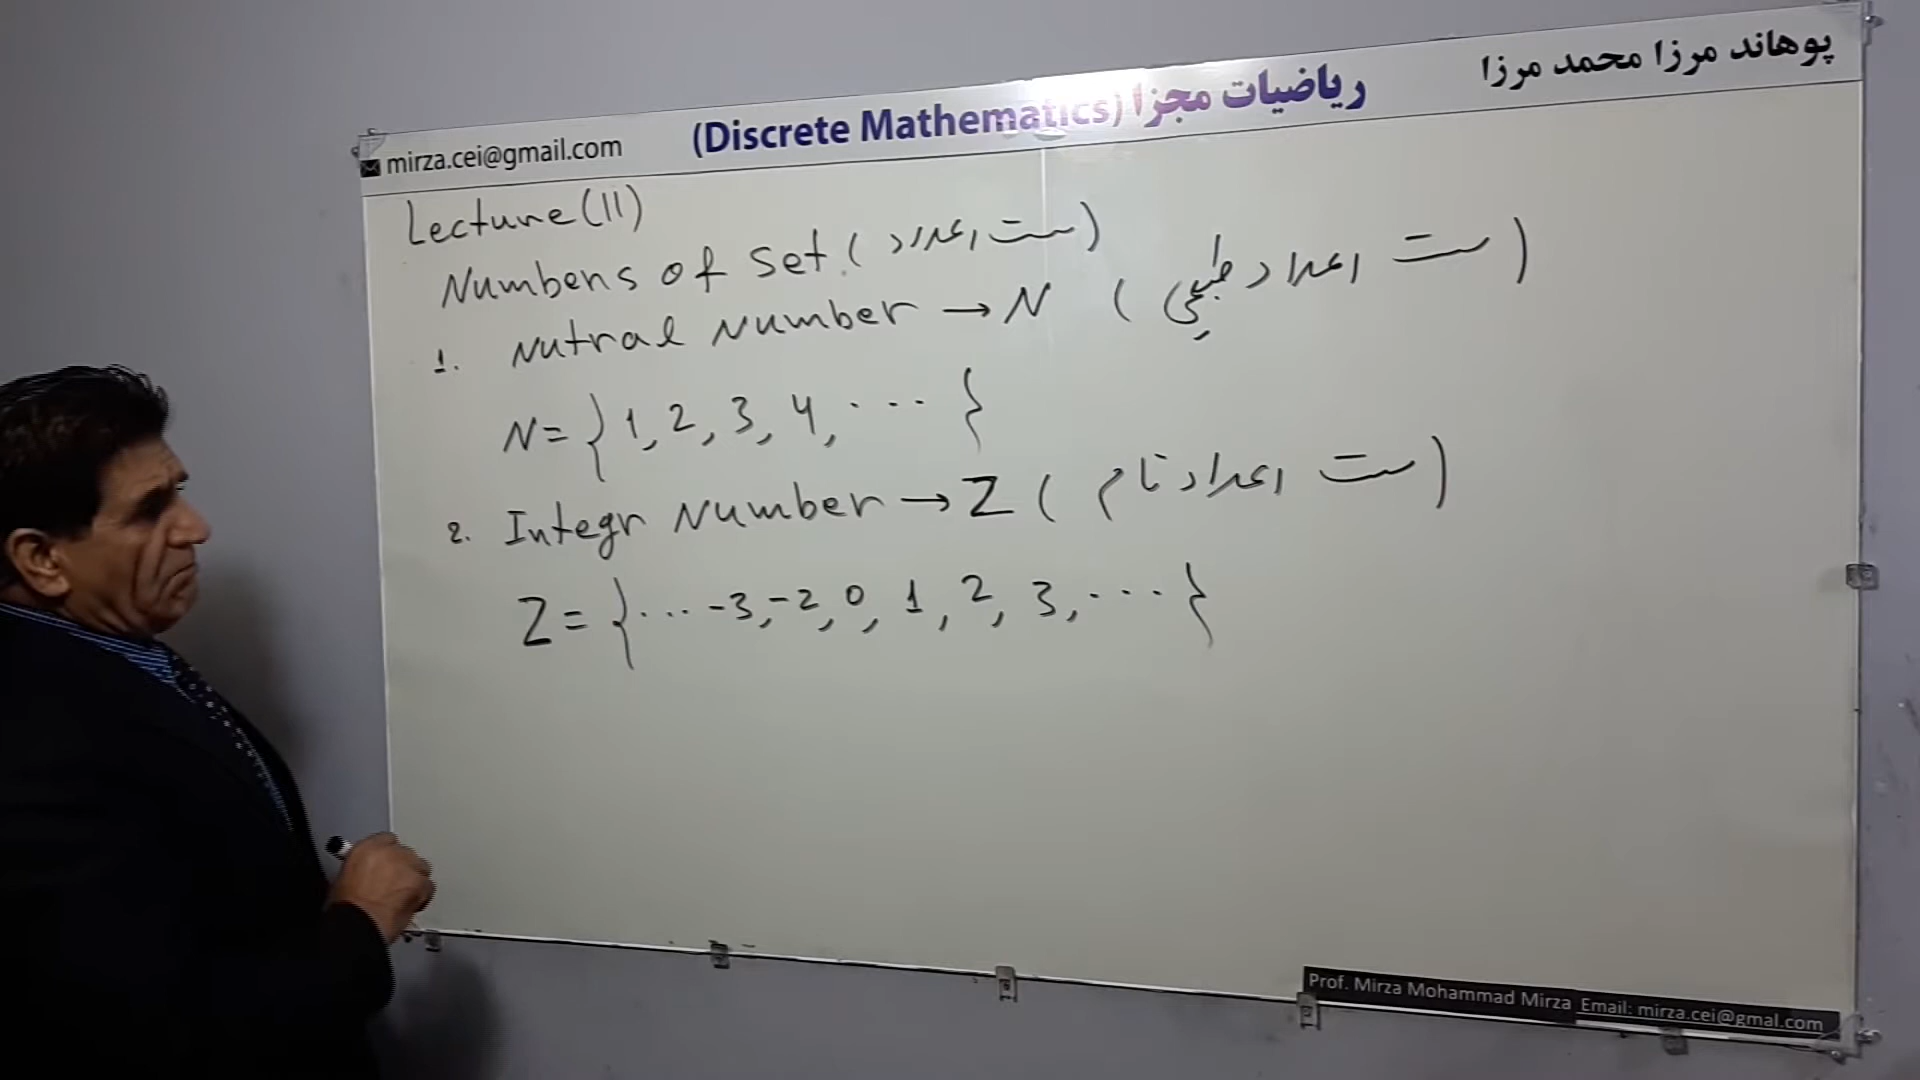 پوهاند مرزا محمد مرزا
mirza.cei@gmail.com (Discrete Mathematics) ریاضیات مجزا
Lecture (11)
Numbers of set. (ست اعداد)
1. Nutral Number → N (ست اعداد طبیعی)
N = { 1, 2, 3, 4, ... }
2. Integr Number → Z (ست اعداد تام)
Z = { ... -3, -2, 0, 1, 2, 3, ... }
Prof. Mirza Mohammad Mirza Email: mirza.cei@gmal.com